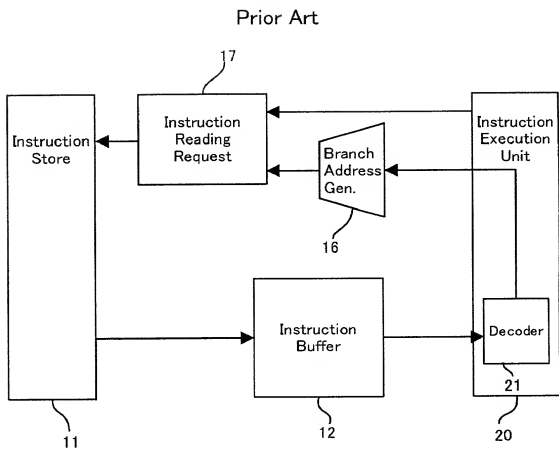 Prior Art
17
Instruction
Store
Instruction
Reading
Request
Branch
Address
Gen.
16
Instruction
Execution
Unit
Instruction
Buffer
Decoder
21
11
12
20